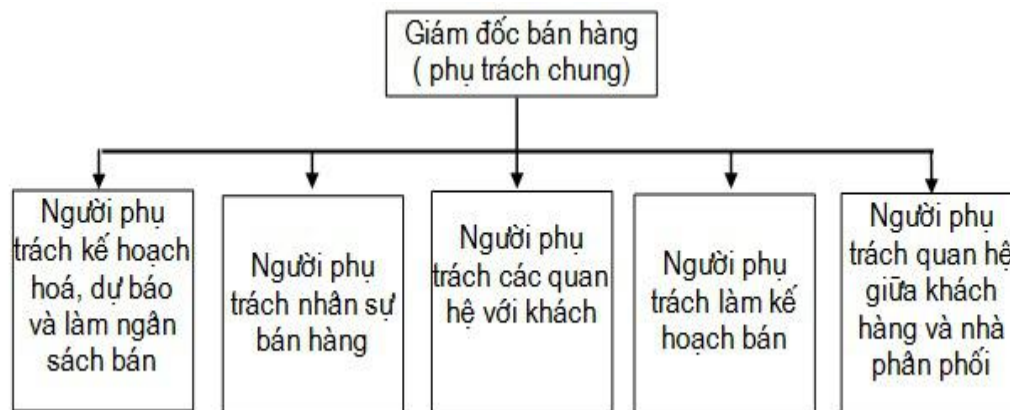 Giám đốc bán hàng
( phụ trách chung)
Người phụ
trách kế hoạch
hoá, dự báo
và làm ngân
sách bán
Người phụ
trách nhân sự
bán hàng
Người phụ
trách các quan
hệ với khách
Người phụ
trách làm kế
hoạch bán
Người phụ
trách quan hệ
giữa khách
hàng và nhà
phân phối